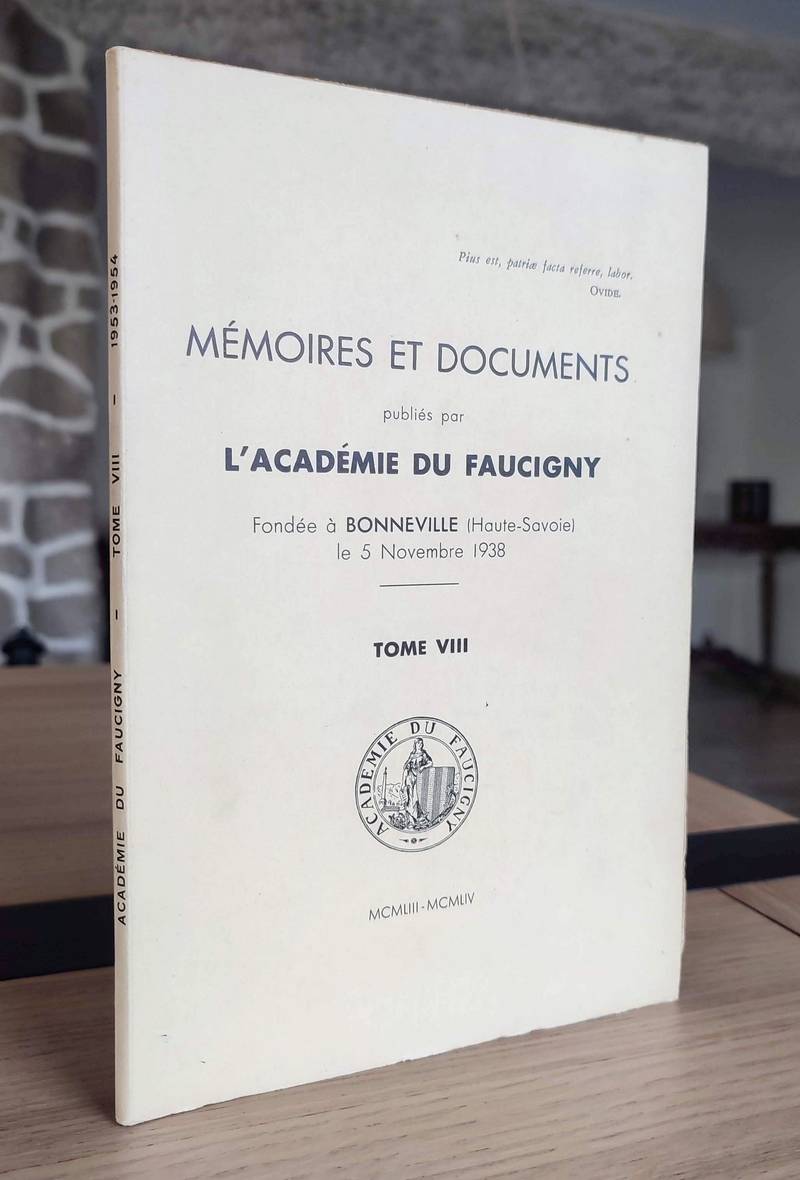 Pius est, patriæ facta referre, labor.
OVIDE.
MÉMOIRES ET DOCUMENTS
publiés par
L'ACADÉMIE DU FAUCIGNY
Fondée à BONNEVILLE (Haute-Savoie)
le 5 Novembre 1938
TOME VIII
ACADÉMIE DU FAUCIGNY
MCMLIII-MCMLIV
ACADÉMIE DU FAUCIGNY - TOME VIII - 1953-1954